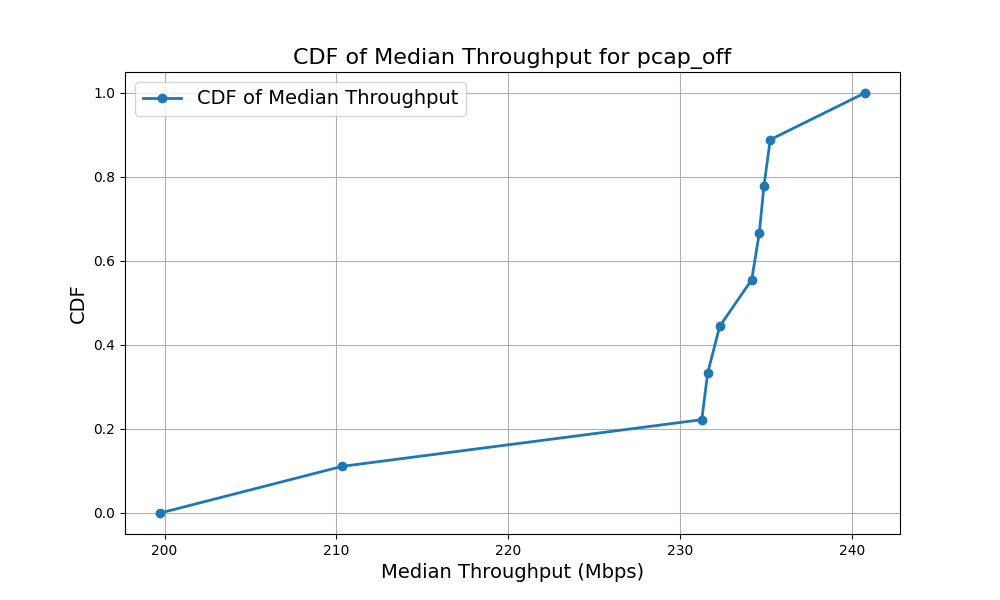 CDF of Median Throughput for pcap_off
CDF of Median Throughput
1.0
0.8
0.6
0.4
0.2
0.0
CDF
200 210 220 230 240
Median Throughput (Mbps)